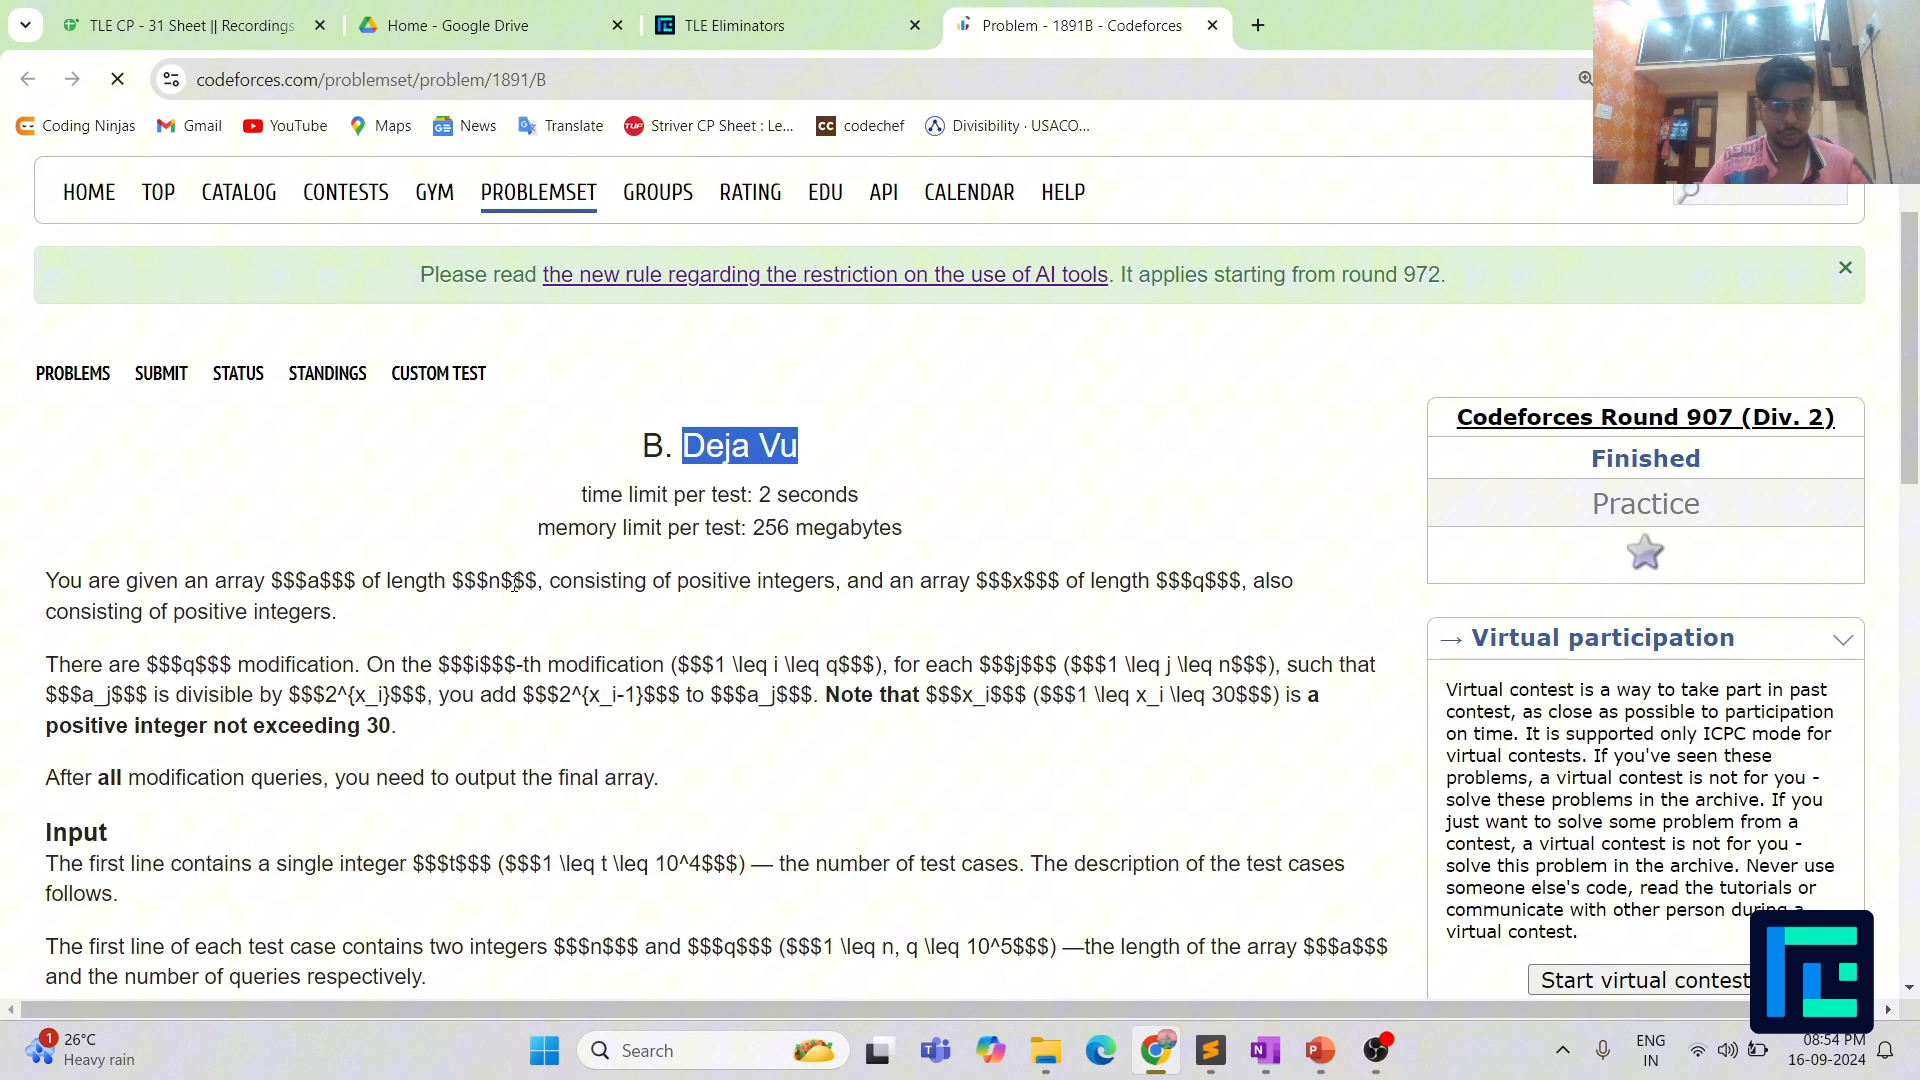 TLE CP - 31 Sheet || Recordings
Home - Google Drive
TLE Eliminators
Problem - 1891B - Codeforces
codeforces.com/problemset/problem/1891/B
Coding Ninjas
Gmail
YouTube
Maps
News
Translate
Striver CP Sheet : Le...
codechef
Divisibility · USACO...
HOME TOP CATALOG CONTESTS GYM PROBLEMSET GROUPS RATING EDU API CALENDAR HELP
Please read the new rule regarding the restriction on the use of AI tools. It applies starting from round 972.
PROBLEMS SUBMIT STATUS STANDINGS CUSTOM TEST
B. Deja Vu
time limit per test: 2 seconds
memory limit per test: 256 megabytes
You are given an array $$$a$$$ of length $$$n$$$, consisting of positive integers, and an array $$$x$$$ of length $$$q$$$, also
consisting of positive integers.
There are $$$q$$$ modification. On the $$$i$$$-th modification ($$$1 \leq i \leq q$$$), for each $$$j$$$ ($$$1 \leq j \leq n$$$), such that
$$$a_j$$$ is divisible by $$$2^{x_i}$$$, you add $$$2^{x_i-1}$$$ to $$$a_j$$$. Note that $$$x_i$$$ ($$$1 \leq x_i \leq 30$$$) is a
positive integer not exceeding 30.
After all modification queries, you need to output the final array.
Input
The first line contains a single integer $$$t$$$ ($$$1 \leq t \leq 10^4$$$) — the number of test cases. The description of the test cases
follows.
The first line of each test case contains two integers $$$n$$$ and $$$q$$$ ($$$1 \leq n, q \leq 10^5$$$) —the length of the array $$$a$$$
and the number of queries respectively.
Codeforces Round 907 (Div. 2)
Finished
Practice
→ Virtual participation
Virtual contest is a way to take part in past
contest, as close as possible to participation
on time. It is supported only ICPC mode for
virtual contests. If you've seen these
problems, a virtual contest is not for you -
solve these problems in the archive. If you
just want to solve some problem from a
contest, a virtual contest is not for you -
solve this problem in the archive. Never use
someone else's code, read the tutorials or
communicate with other person during a
virtual contest.
Start virtual contest
1
26°C
Heavy rain
Search
ENG
IN
08:54 PM
16-09-2024